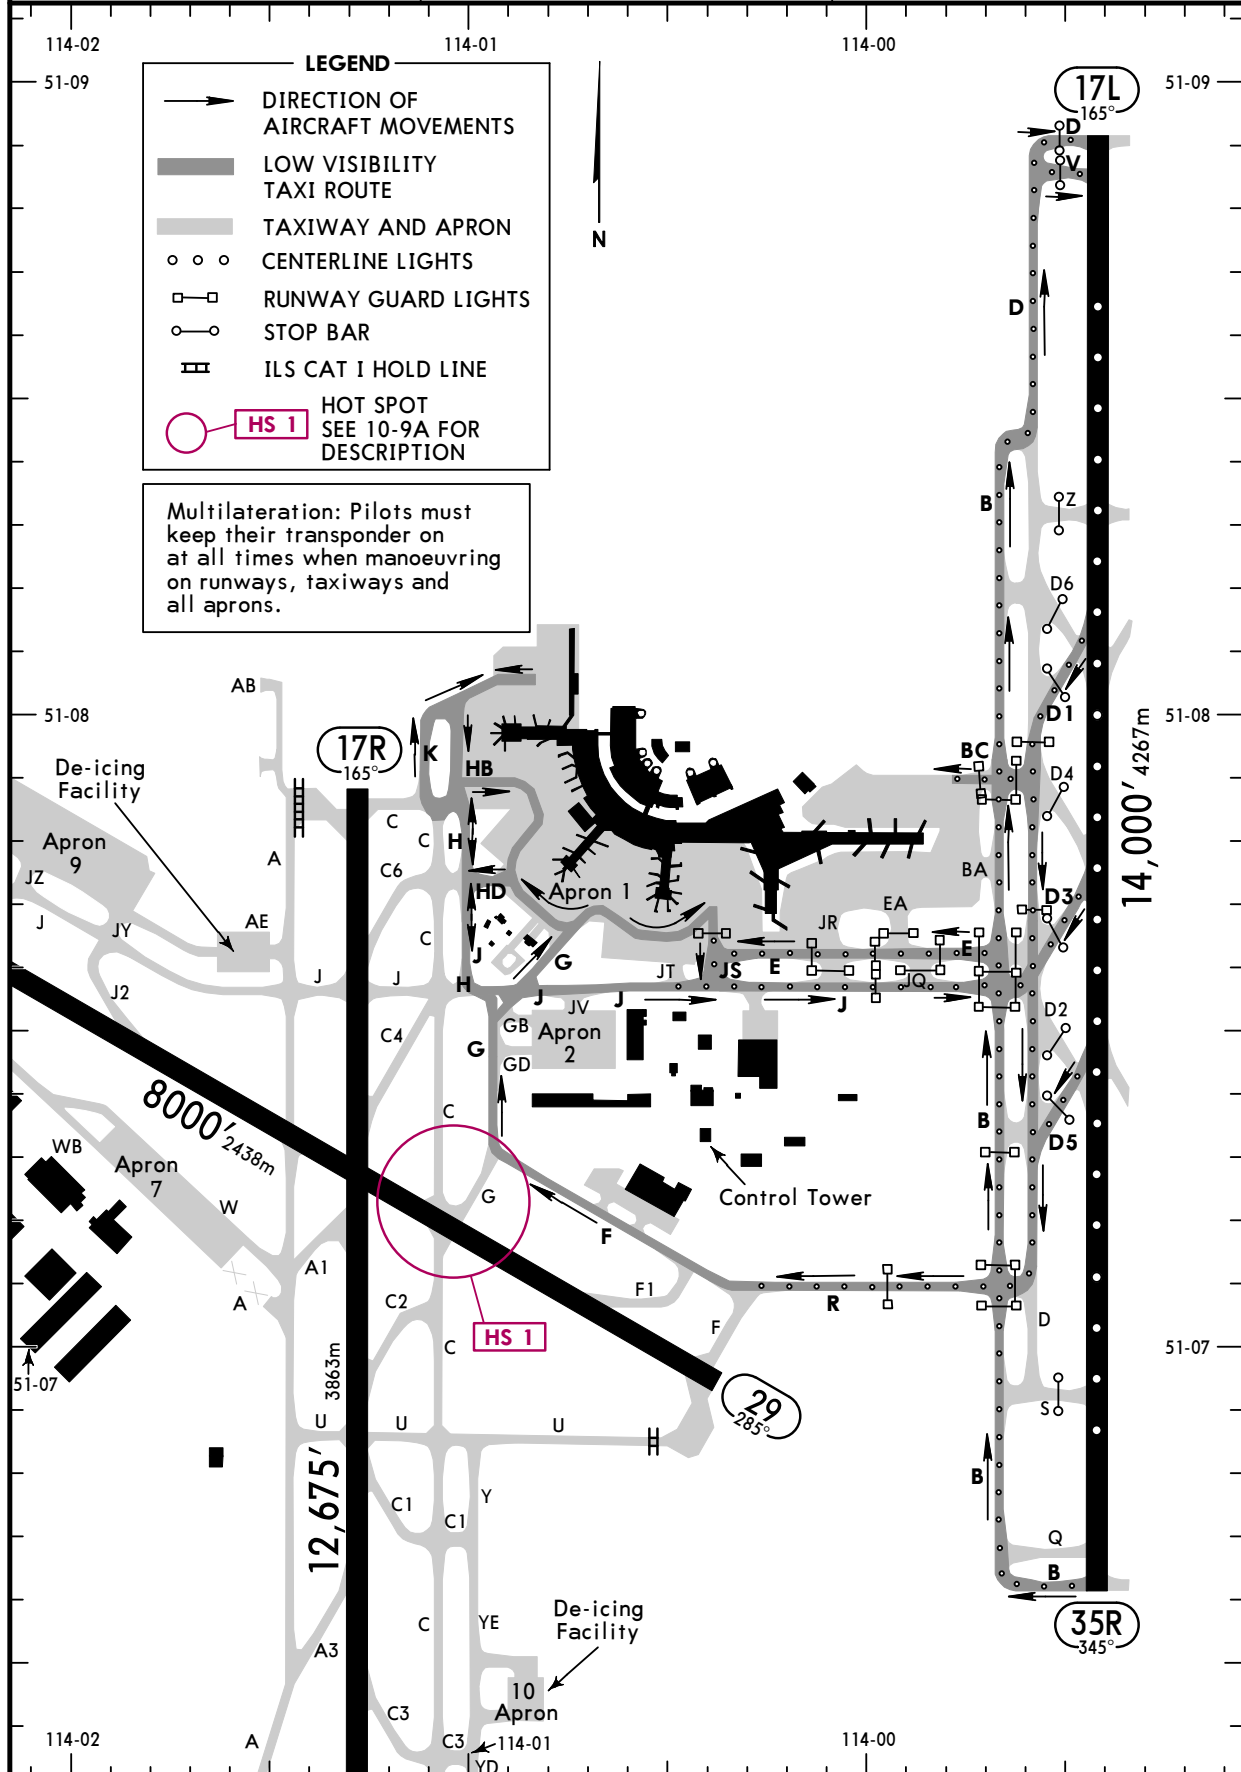 114-02
114-01
114-00
51-09
51-09
LEGEND
DIRECTION OF
AIRCRAFT MOVEMENTS
LOW VISIBILITY
TAXI ROUTE
TAXIWAY AND APRON
CENTERLINE LIGHTS
RUNWAY GUARD LIGHTS
STOP BAR
ILS CAT I HOLD LINE
HS 1
HOT SPOT
SEE 10-9A FOR
DESCRIPTION
N
17L
165°
D
V
D
Multilateration: Pilots must
keep their transponder on
at all times when manoeuvring
on runways, taxiways and
all aprons.
B
Z
D6
AB
51-08
51-08
17R
165°
D1
K
HB
BC
D4
De-icing
Facility
14,000' 4267m
C
C
H
Apron
9
A
C6
JZ
BA
HD
Apron 1
D3
EA
J
JY
AE
JR
C
J
G
E
E
JT
JS
J
J
H
J
J
JQ
J
J2
JV
D2
GB
Apron
2
C4
G
GD
8000' 2438m
C
B
WB
Apron
7
D5
W
G
Control Tower
F
A1
A
C2
F1
R
D
F
HS 1
C
51-07
51-07
3863m
29
285°
S
U
U
U
12,675'
B
Y
C1
C1
Q
B
De-icing
Facility
35R
345°
C
YE
A3
10
Apron
C3
A
C3
114-01
YD
114-02
114-00